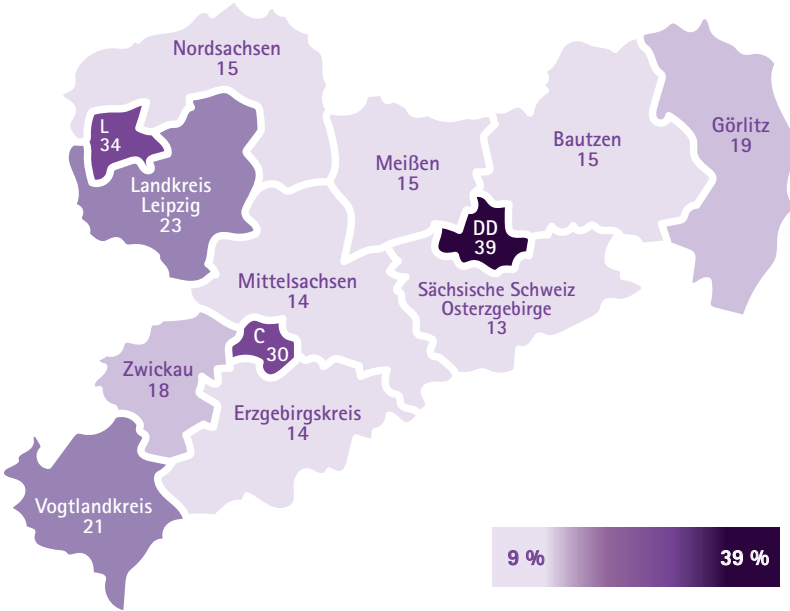 Nordsachsen
15
L
34
Landkreis
Leipzig
23
Meißen
15
Bautzen
15
Görlitz
19
DD
39
Mittelsachsen
14
Sächsische Schweiz
Osterzgebirge
13
C
30
Zwickau
18
Erzgebirgskreis
14
Vogtlandkreis
21
9 % 39 %